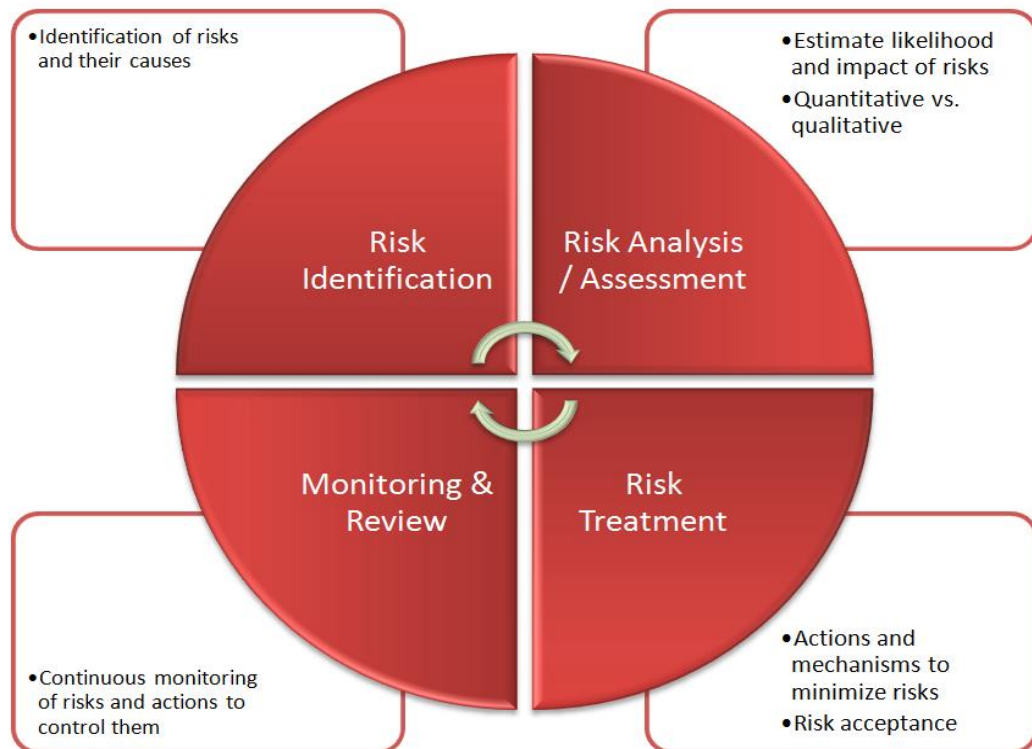 •Identification of risks
and their causes
•Estimate likelihood
and impact of risks
•Quantitative vs.
qualitative
Risk
Identification
Risk Analysis
/ Assessment
Monitoring &
Review
Risk
Treatment
•Continuous monitoring
of risks and actions to
control them
•Actions and
mechanisms to
minimize risks
•Risk acceptance